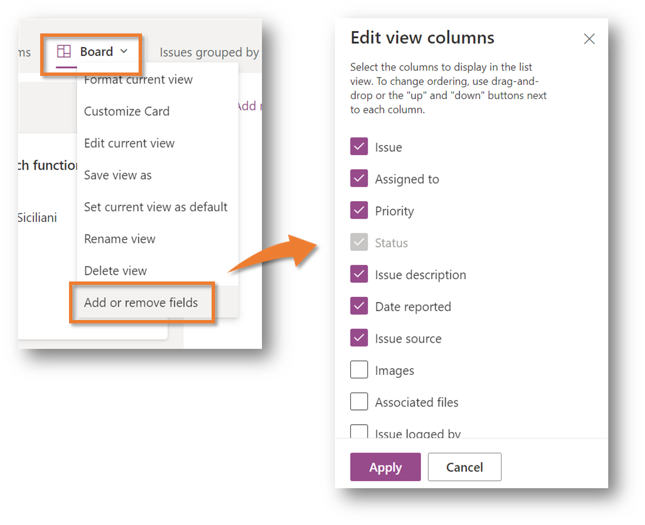 ms
Board
Issues grouped by
Format current view
Add
Customize Card
Edit current view
ch function
Save view as
Siciliani
Set current view as default
Rename view
Delete view
Add or remove fields
Edit view columns
Select the columns to display in the list
view. To change ordering, use drag-and-
drop or the "up" and "down" buttons next
to each column.
Issue
Assigned to
Priority
Status
Issue description
Date reported
Issue source
Images
Associated files
Issue logged by
Apply
Cancel